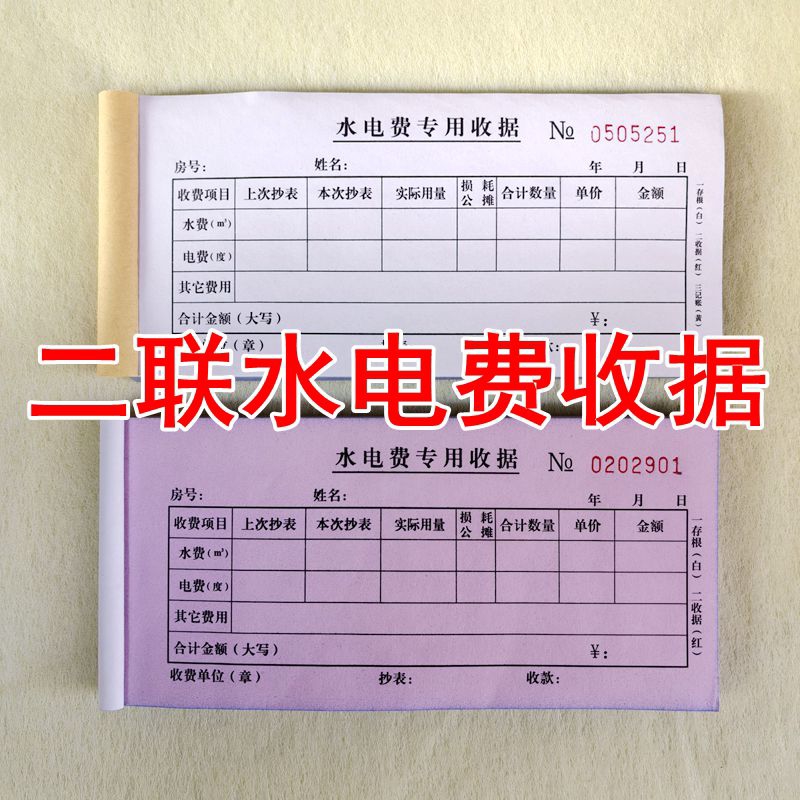 水电费专用收据 № 0505251
房号： 姓名： 年 月 日
收费项目 上次抄表 本次抄表 实际用量 损耗公摊 合计数量 单价 金额
水费(m³)
电费(度)
其它费用
合计金额(大写) ¥：
(章)
一存根(白) 二收据(红) 三记账(黄)
二联水电费收据
水电费专用收据 № 0202901
房号： 姓名： 年 月 日
收费项目 上次抄表 本次抄表 实际用量 损耗公摊 合计数量 单价 金额
水费(m³)
电费(度)
其它费用
合计金额(大写) ¥：
收费单位(章) 抄表： 收款：
一存根(白) 二收据(红)